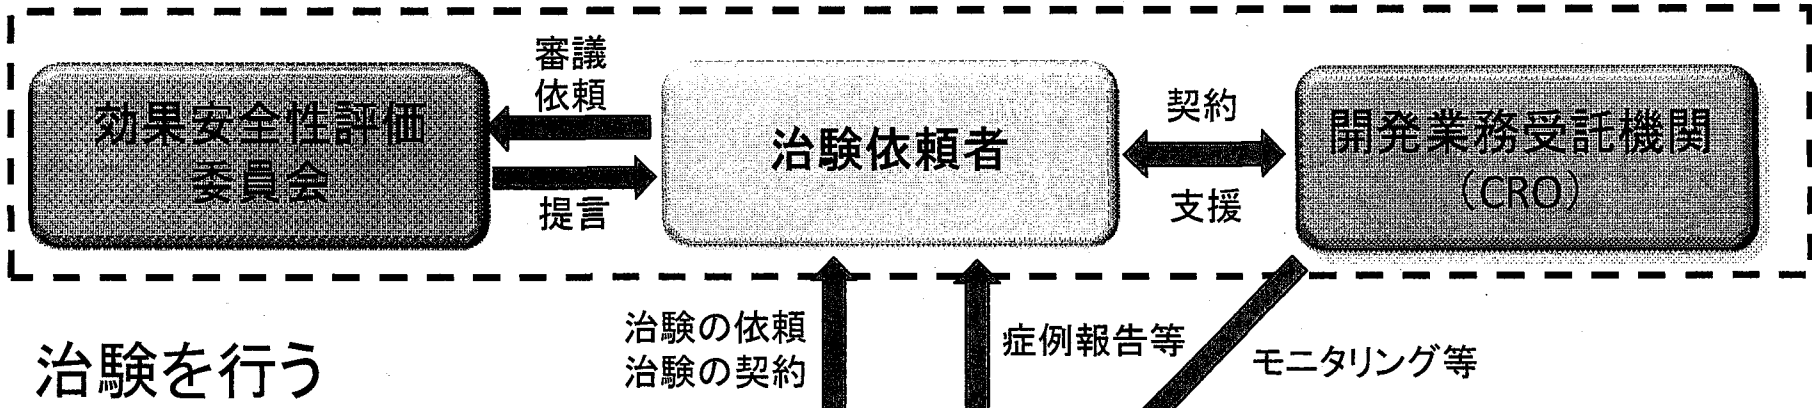 審議
依頼
効果安全性評価
委員会
提言
治験依頼者
契約
支援
開発業務受託機関
（CRO）
治験の依頼
治験の契約
症例報告等
モニタリング等
治験を行う